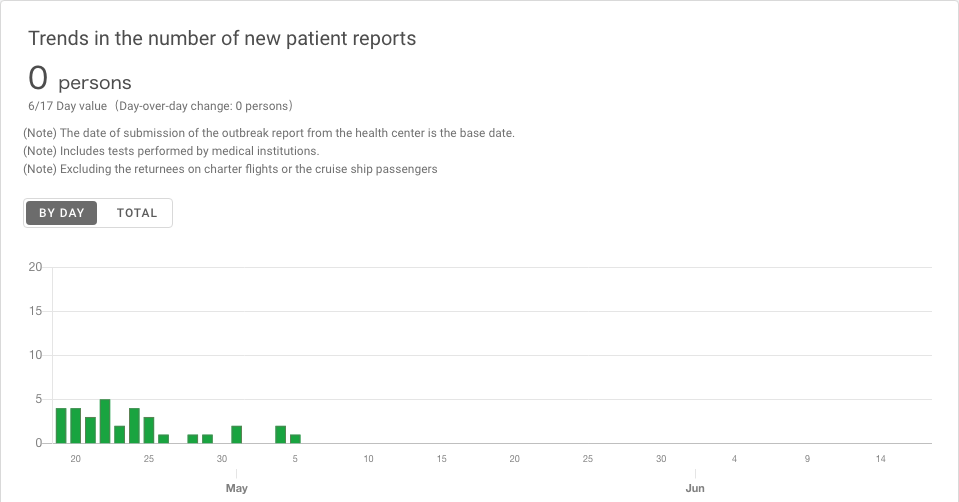 Trends in the number of new patient reports
0 persons
6/17 Day value（Day-over-day change: 0 persons）
(Note) The date of submission of the outbreak report from the health center is the base date.
(Note) Includes tests performed by medical institutions.
(Note) Excluding the returnees on charter flights or the cruise ship passengers
BY DAY TOTAL
20
15
10
5
0
20 25 30 5 10 15 20 25 30 4 9 14
May Jun